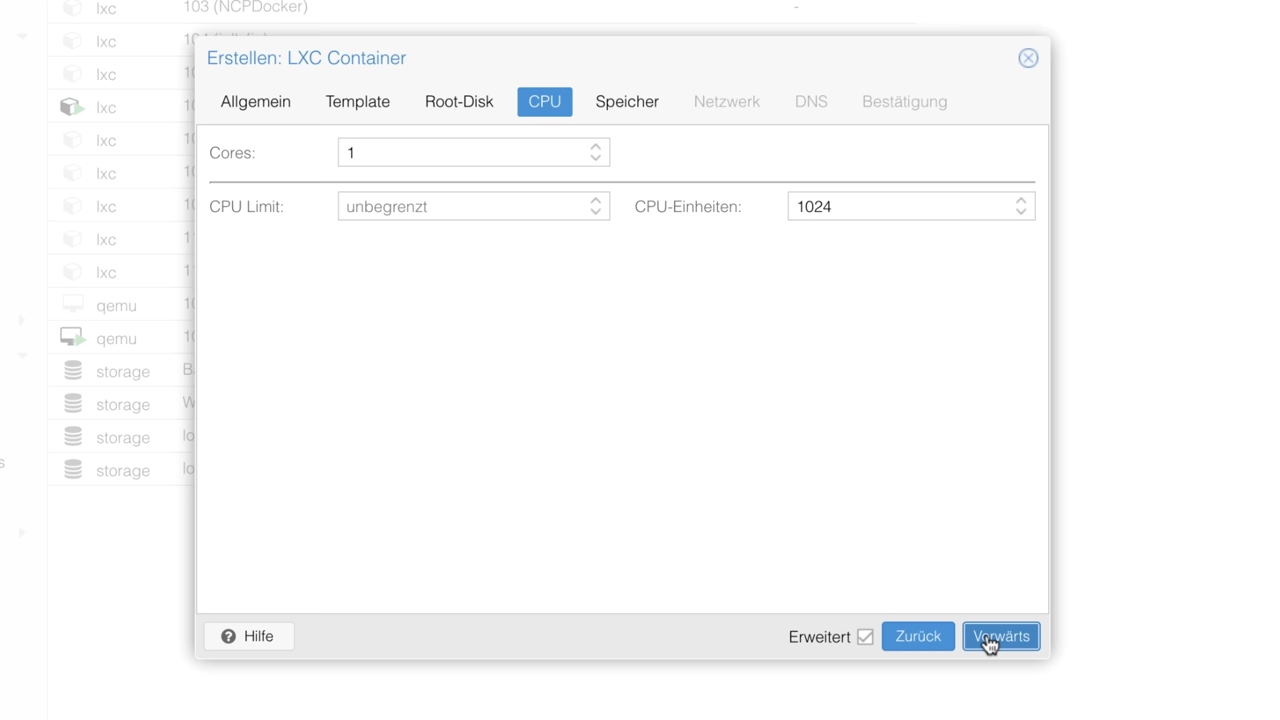 lxc 103 (NCPDocker) -
Erstellen: LXC Container
Allgemein Template Root-Disk CPU Speicher Netzwerk DNS Bestätigung
Cores: 1
CPU Limit: unbegrenzt CPU-Einheiten: 1024
lxc
lxc
lxc
lxc
lxc
lxc
lxc
lxc
qemu
qemu
storage
storage
storage
storage
Hilfe Erweitert Zurück Vorwärts